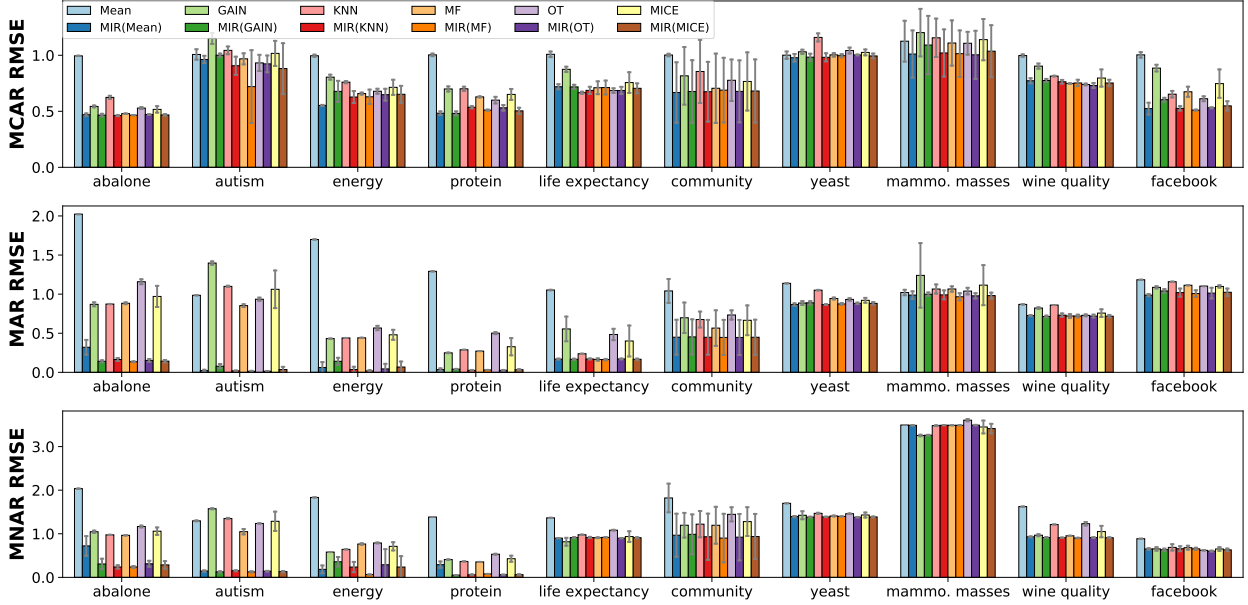 Mean GAIN KNN MF OT MICE
MIR(Mean) MIR(GAIN) MIR(KNN) MIR(MF) MIR(OT) MIR(MICE)
MCAR RMSE
1.0
0.5
0.0
abalone autism energy protein life expectancy community yeast mammo. masses wine quality facebook
MAR RMSE
2.0
1.5
1.0
0.5
0.0
abalone autism energy protein life expectancy community yeast mammo. masses wine quality facebook
MNAR RMSE
3.0
2.0
1.0
0.0
abalone autism energy protein life expectancy community yeast mammo. masses wine quality facebook